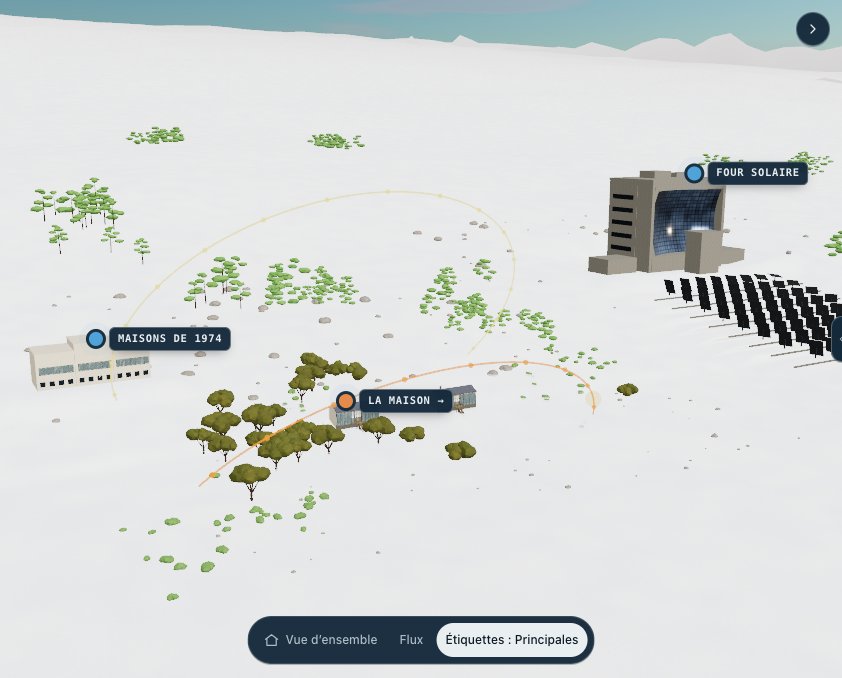 FOUR SOLAIRE
MAISONS DE 1974
LA MAISON →
Vue d'ensemble
Flux
Étiquettes : Principales